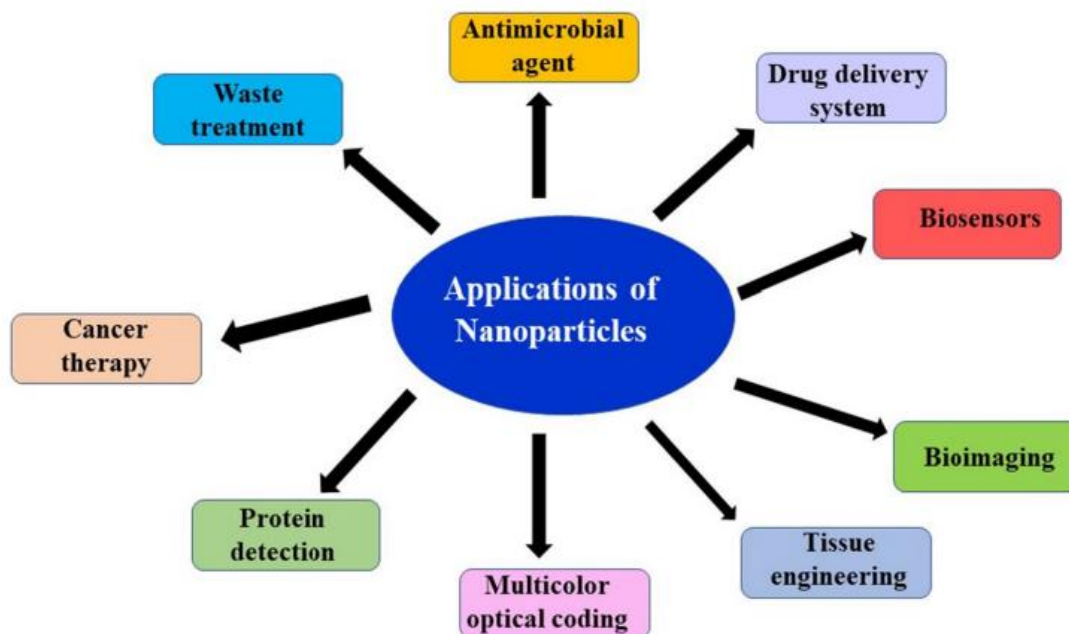 Antimicrobial
agent
Drug delivery
system
Waste
treatment
Biosensors
Applications of
Nanoparticles
Cancer
therapy
Bioimaging
Protein
detection
Tissue
engineering
Multicolor
optical coding